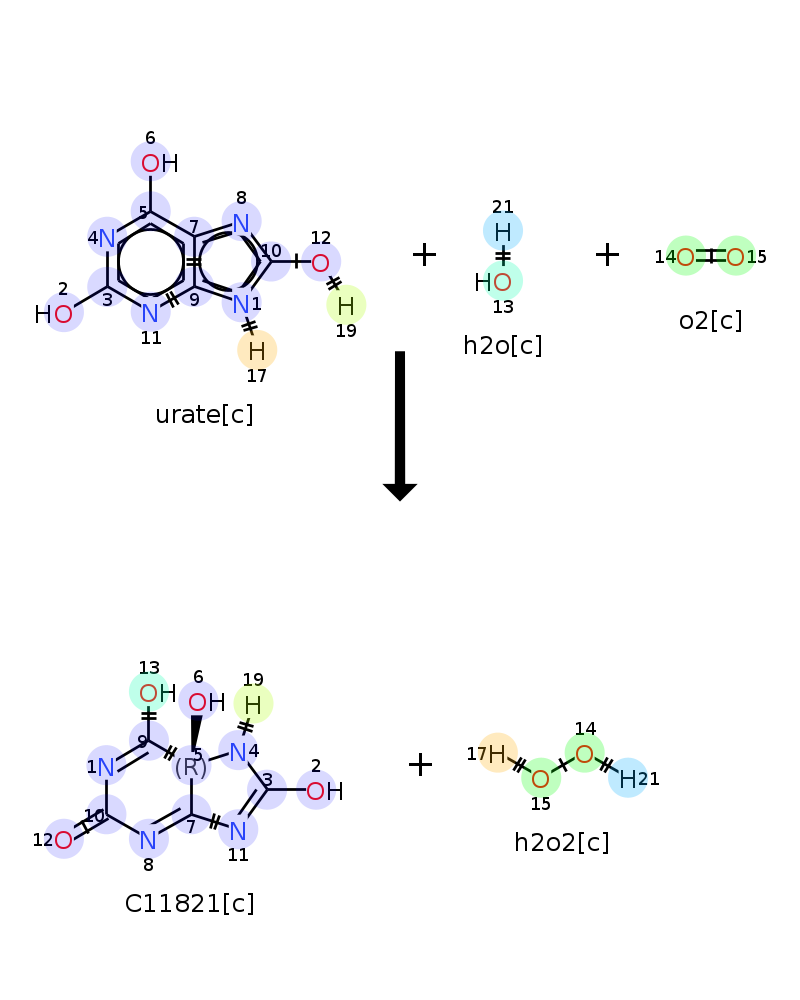 6
OH
5
7
8
4 N
N
10
12
O
2
HO
3
N
11
9
N 1
H
17
H
19
urate[c]
+
21
H
HO
13
h2o[c]
+
14 O
O 15
o2[c]
13
OH
6
OH
19
H
9
5
(R)
N 4
1 N
3
2
OH
12 O
10
N
8
7
N
11
C11821[c]
+
17 H
O
15
14
O
H 21
h2o2[c]